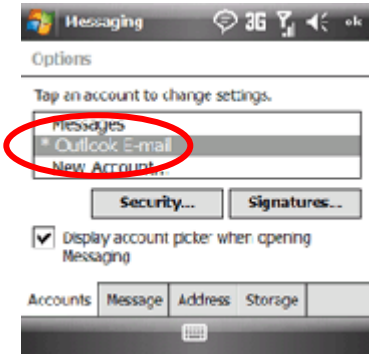 Messaging 3G ok
Options
Tap an account to change settings.
Messages
* Outlook E-mail
New Account...
Security... Signatures...
Display account picker when opening
Messaging
Accounts Message Address Storage